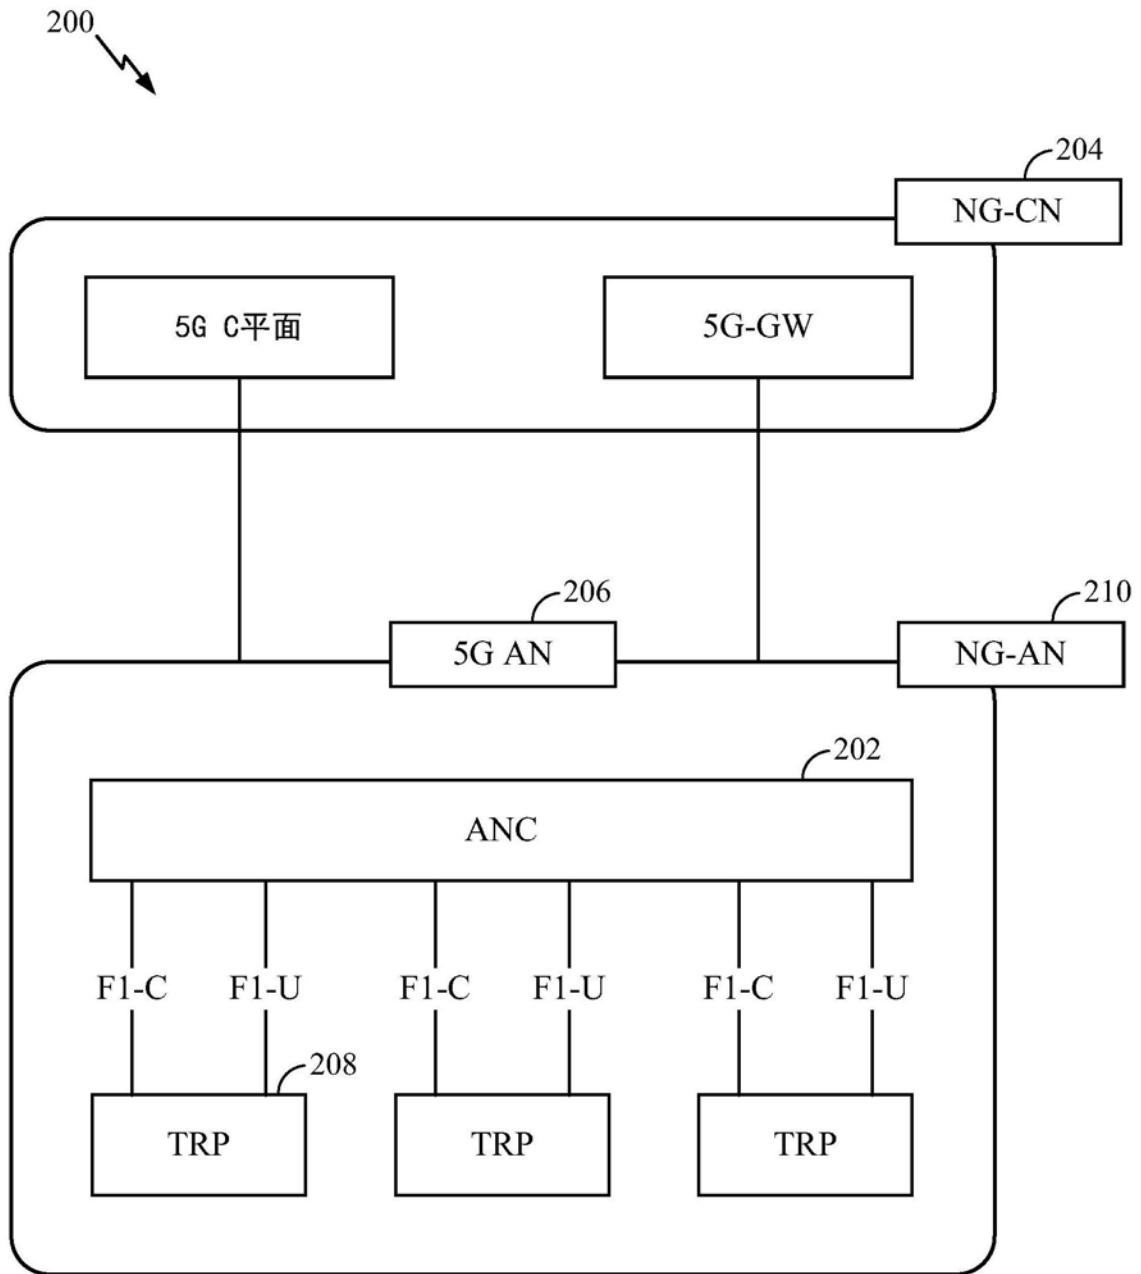 200
204
NG-CN
5G C平面
5G-GW
206
210
5G AN
NG-AN
202
ANC
F1-C F1-U F1-C F1-U F1-C F1-U
208
TRP TRP TRP